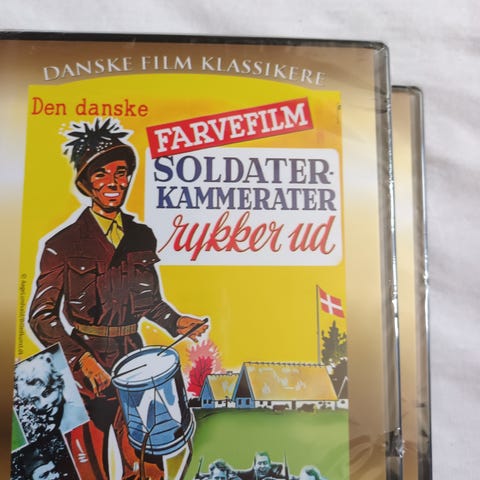 DANSKE FILM KLASSIKERE
Den danske
FARVEFILM
SOLDATER-
KAMMERATER
rykker ud